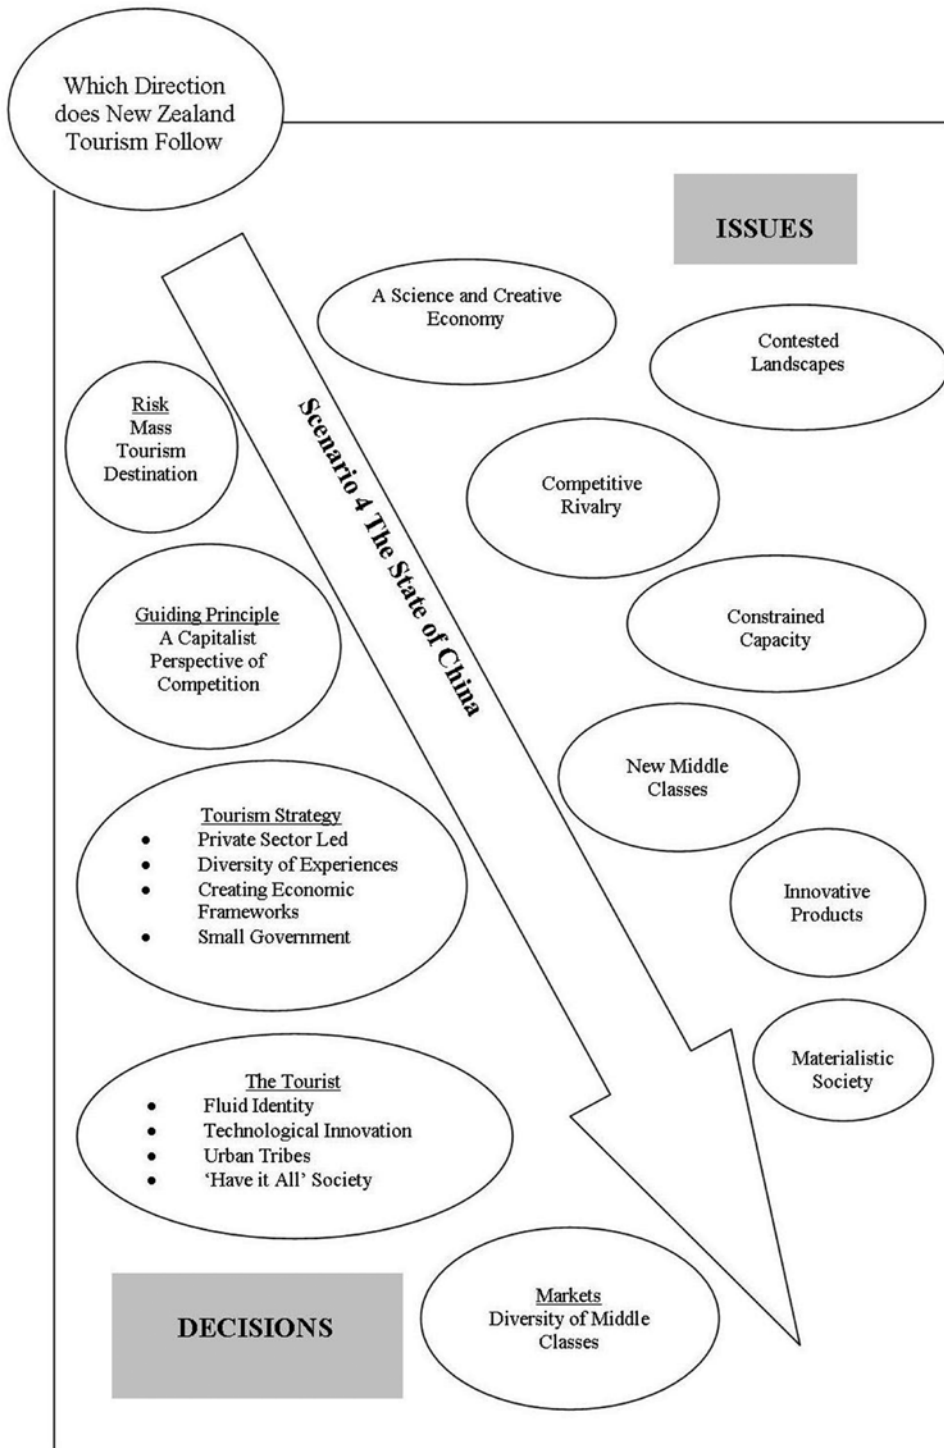 Which Direction
does New Zealand
Tourism Follow
ISSUES
A Science and Creative
Economy
Contested
Landscapes
Risk
Mass
Tourism
Destination
Scenario 4 The State of China
Competitive
Rivalry
Guiding Principle
A Capitalist
Perspective of
Competition
Constrained
Capacity
New Middle
Classes
Tourism Strategy
• Private Sector Led
• Diversity of Experiences
• Creating Economic
Frameworks
• Small Government
Innovative
Products
Materialistic
Society
The Tourist
• Fluid Identity
• Technological Innovation
• Urban Tribes
• ‘Have it All’ Society
DECISIONS
Markets
Diversity of Middle
Classes